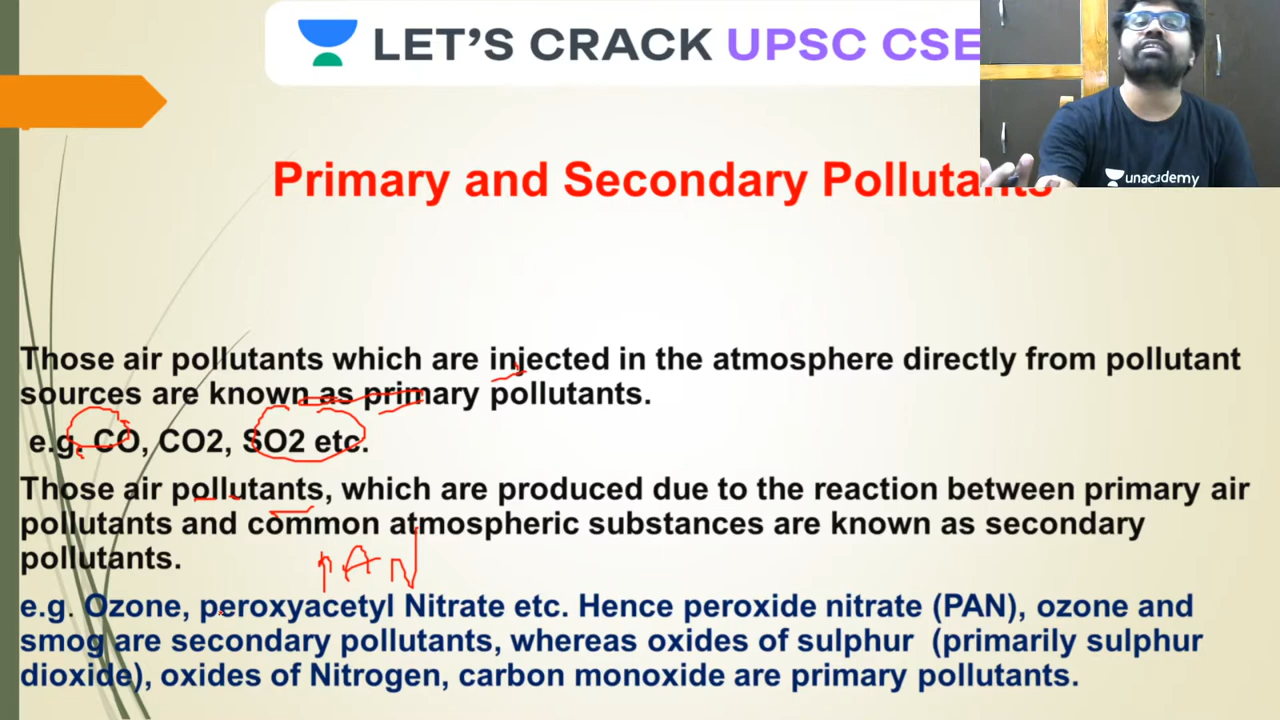 LET'S CRACK UPSC CSE
unacademy
Primary and Secondary Pollutants
Those air pollutants which are injected in the atmosphere directly from pollutant
sources are known as primary pollutants.
e.g. CO, CO2, SO2 etc.
Those air pollutants, which are produced due to the reaction between primary air
pollutants and common atmospheric substances are known as secondary
pollutants.
PAN
e.g. Ozone, peroxyacetyl Nitrate etc. Hence peroxide nitrate (PAN), ozone and
smog are secondary pollutants, whereas oxides of sulphur (primarily sulphur
dioxide), oxides of Nitrogen, carbon monoxide are primary pollutants.